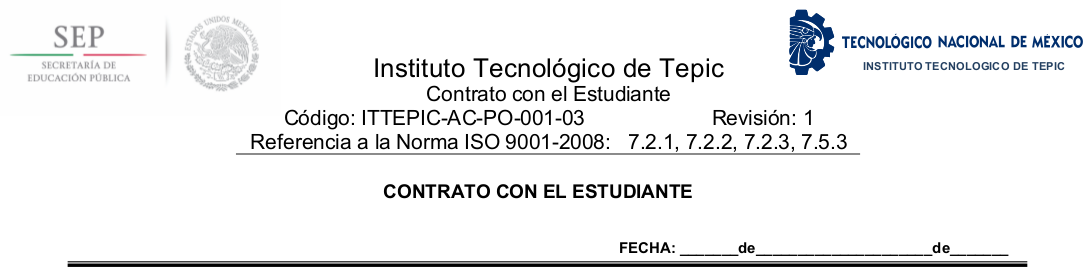 SEP
SECRETARÍA DE
EDUCACIÓN PÚBLICA
ESTADOS UNIDOS MEXICANOS
TECNOLÓGICO NACIONAL DE MÉXICO
INSTITUTO TECNOLOGICO DE TEPIC
Instituto Tecnológico de Tepic
Contrato con el Estudiante
Código: ITTEPIC-AC-PO-001-03 Revisión: 1
Referencia a la Norma ISO 9001-2008: 7.2.1, 7.2.2, 7.2.3, 7.5.3
CONTRATO CON EL ESTUDIANTE
FECHA: _______de_____________________de_______